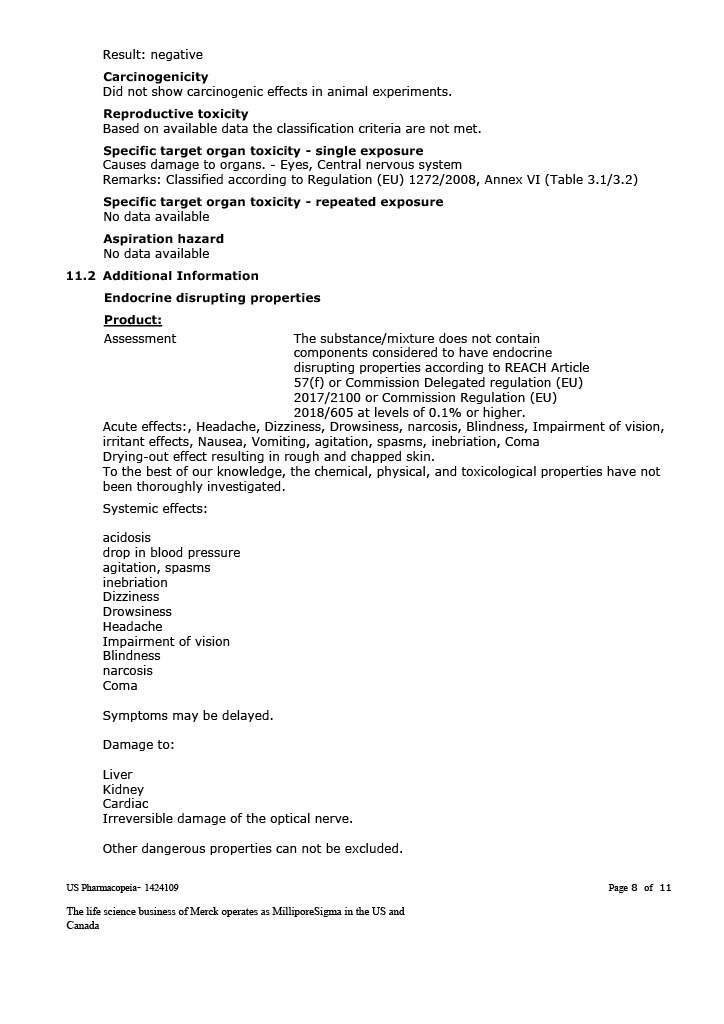 Result: negative
Carcinogenicity
Did not show carcinogenic effects in animal experiments.
Reproductive toxicity
Based on available data the classification criteria are not met.
Specific target organ toxicity - single exposure
Causes damage to organs. - Eyes, Central nervous system
Remarks: Classified according to Regulation (EU) 1272/2008, Annex VI (Table 3.1/3.2)
Specific target organ toxicity - repeated exposure
No data available
Aspiration hazard
No data available
11.2 Additional Information
Endocrine disrupting properties
Product:
Assessment The substance/mixture does not contain
components considered to have endocrine
disrupting properties according to REACH Article
57(f) or Commission Delegated regulation (EU)
2017/2100 or Commission Regulation (EU)
2018/605 at levels of 0.1% or higher.
Acute effects:, Headache, Dizziness, Drowsiness, narcosis, Blindness, Impairment of vision,
irritant effects, Nausea, Vomiting, agitation, spasms, inebriation, Coma
Drying-out effect resulting in rough and chapped skin.
To the best of our knowledge, the chemical, physical, and toxicological properties have not
been thoroughly investigated.
Systemic effects:
acidosis
drop in blood pressure
agitation, spasms
inebriation
Dizziness
Drowsiness
Headache
Impairment of vision
Blindness
narcosis
Coma
Symptoms may be delayed.
Damage to:
Liver
Kidney
Cardiac
Irreversible damage of the optical nerve.
Other dangerous properties can not be excluded.
US Pharmacopeia- 1424109 Page 8 of 11
The life science business of Merck operates as MilliporeSigma in the US and
Canada